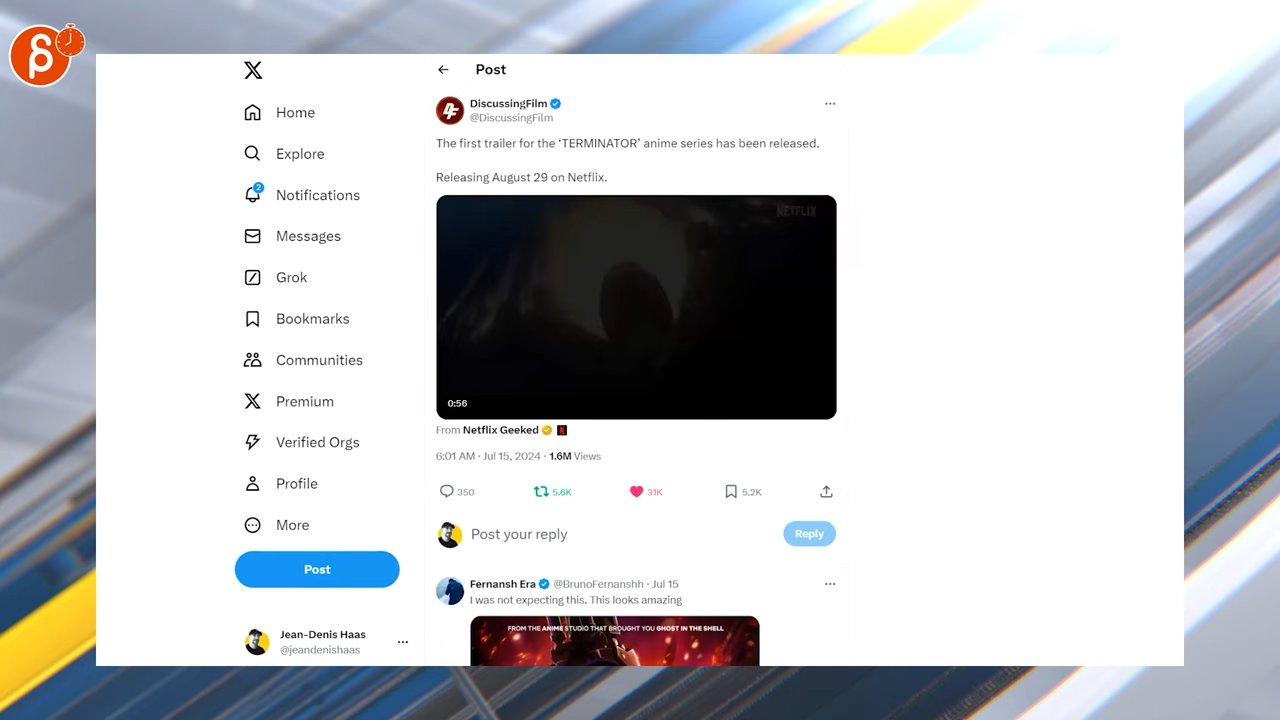 Post
DiscussingFilm
@DiscussingFilm
The first trailer for the ‘TERMINATOR’ anime series has been released.
Releasing August 29 on Netflix.
NETFLIX
0:56
From Netflix Geeked
6:01 AM · Jul 15, 2024 · 1.6M Views
350 5.6K 31K 5.2K
Post your reply
Reply
Fernansh Era @BrunoFernanshh · Jul 15
I was not expecting this. This looks amazing
FROM THE ANIME STUDIO THAT BROUGHT YOU GHOST IN THE SHELL
Home
Explore
2
Notifications
Messages
Grok
Bookmarks
Communities
Premium
Verified Orgs
Profile
More
Post
Jean-Denis Haas
@jeandenishaas